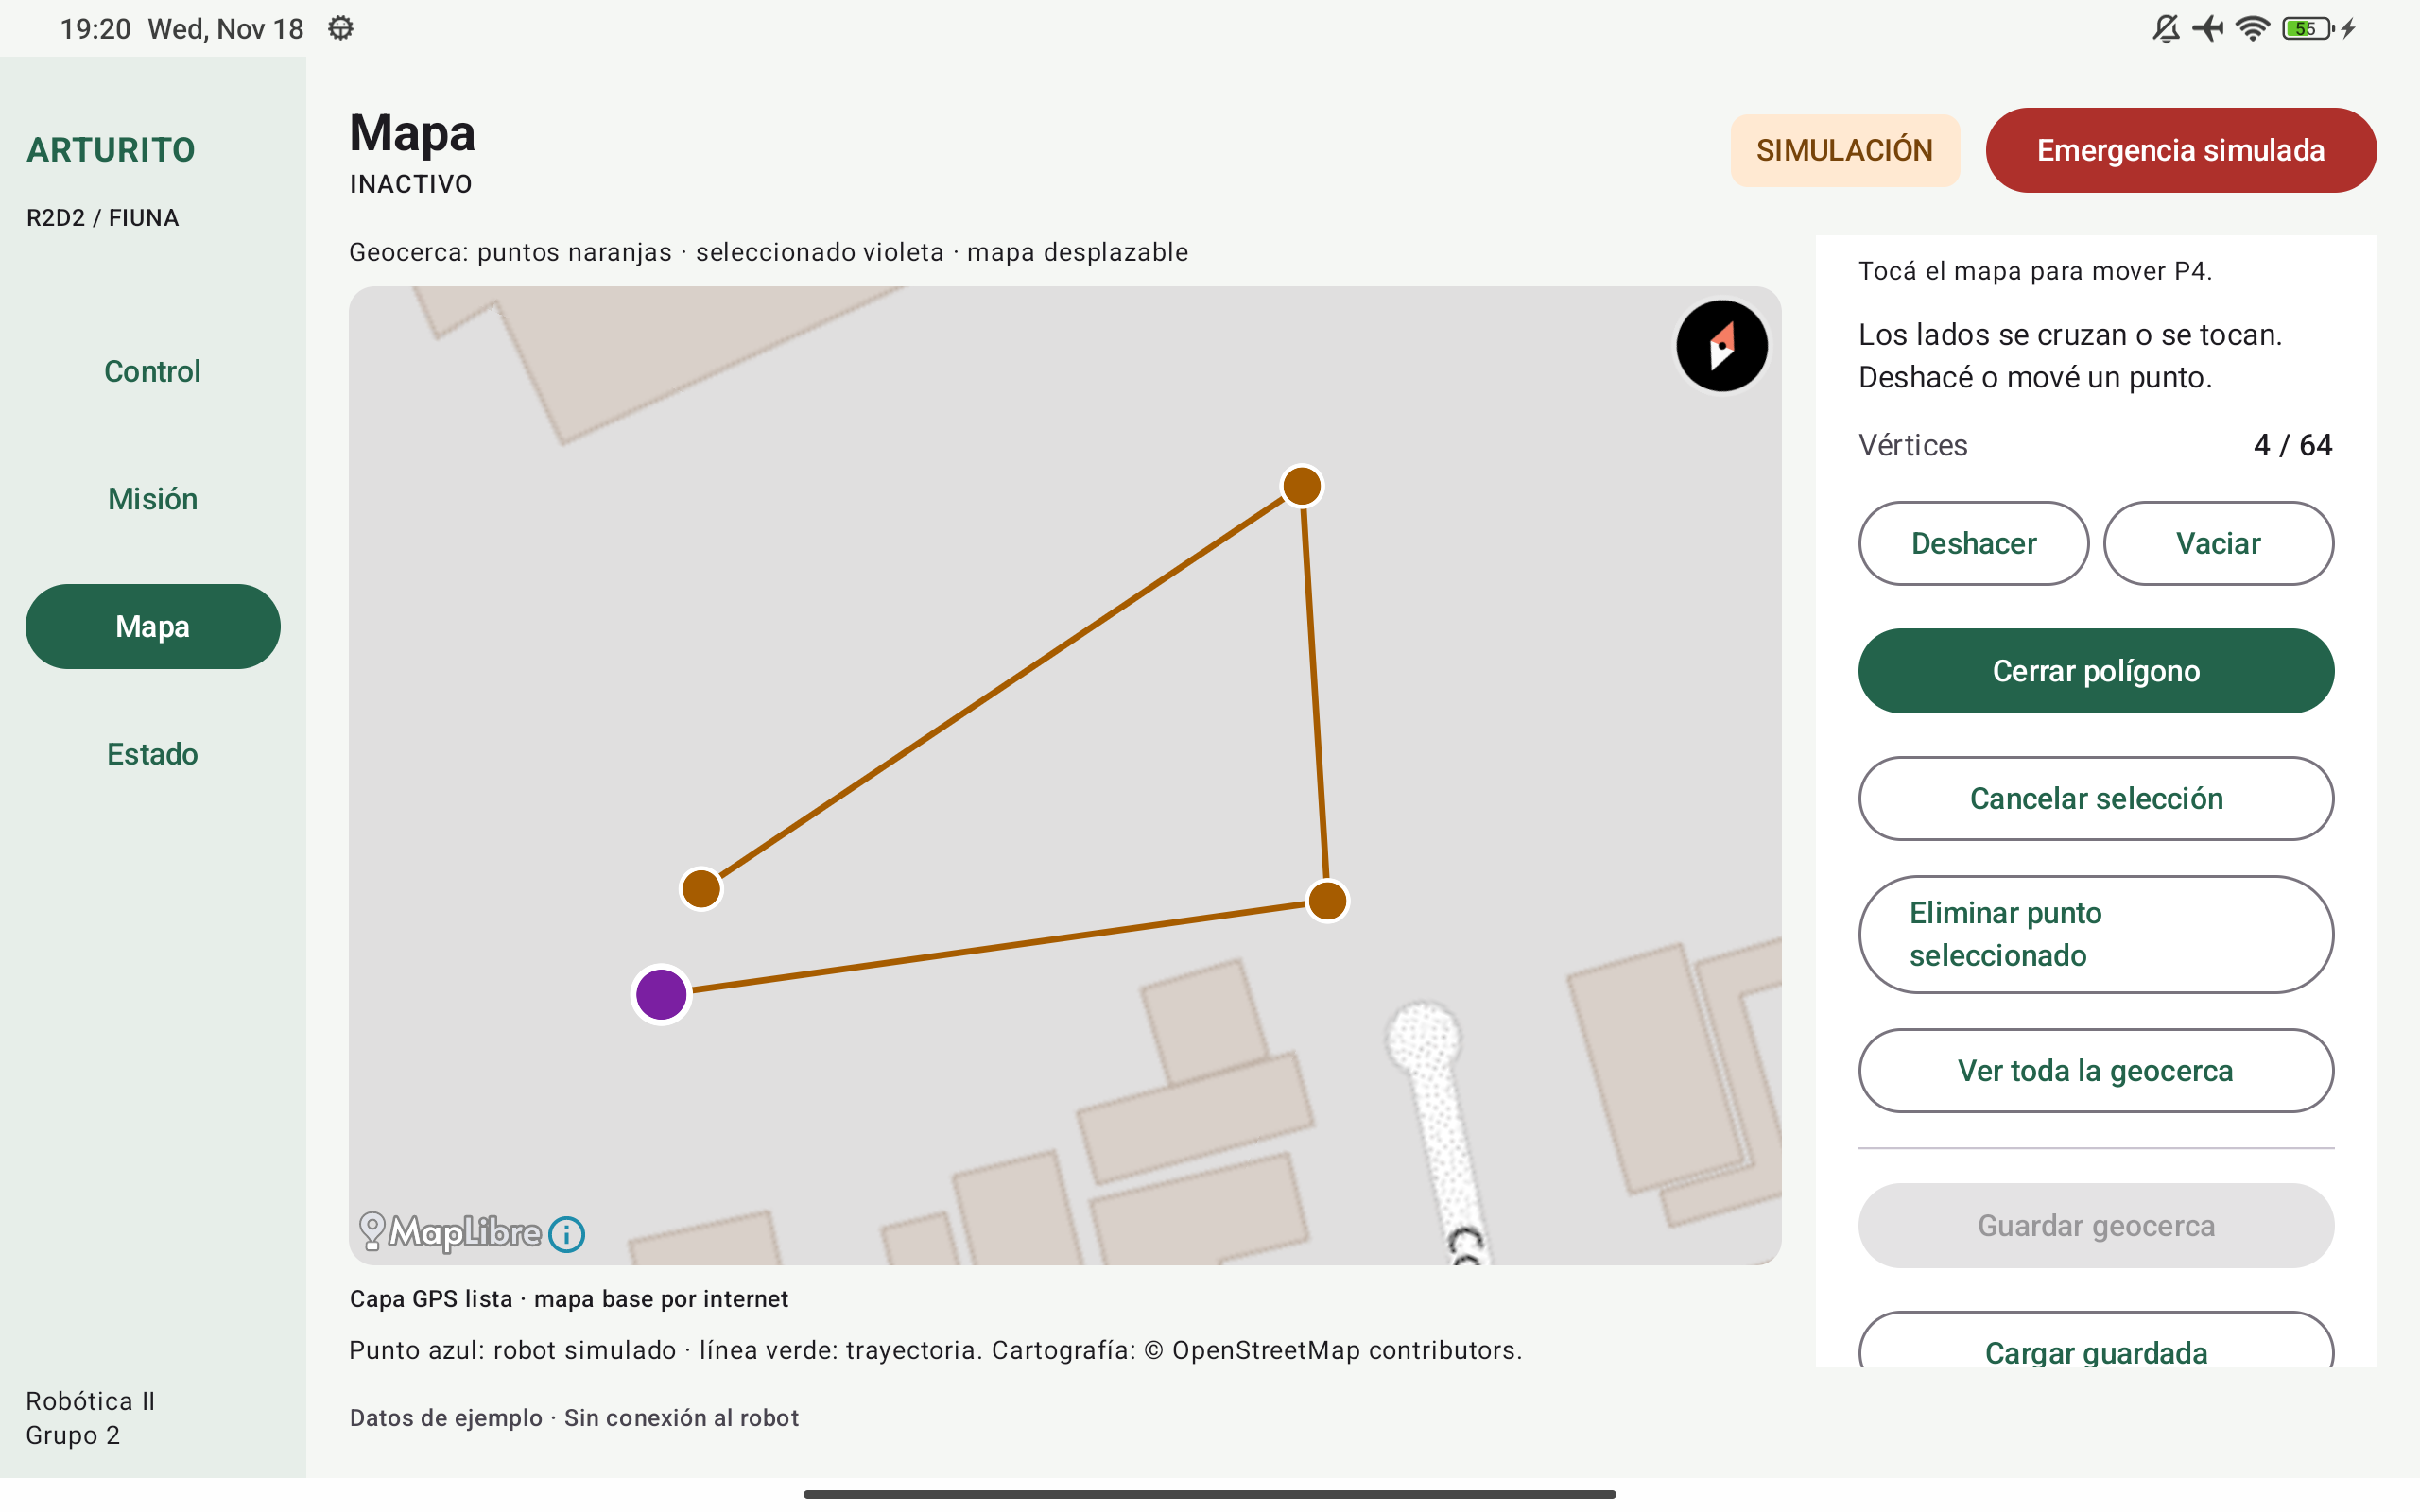 19:20 Wed, Nov 18
55
ARTURITO
R2D2 / FIUNA
Control
Misión
Mapa
Estado
Robótica II
Grupo 2
Mapa
INACTIVO
SIMULACIÓN
Emergencia simulada
Geocerca: puntos naranjas · seleccionado violeta · mapa desplazable
MapLibre
Capa GPS lista · mapa base por internet
Punto azul: robot simulado · línea verde: trayectoria. Cartografía: © OpenStreetMap contributors.
Datos de ejemplo · Sin conexión al robot
Tocá el mapa para mover P4.
Los lados se cruzan o se tocan.
Deshacé o mové un punto.
Vértices 4 / 64
Deshacer Vaciar
Cerrar polígono
Cancelar selección
Eliminar punto
seleccionado
Ver toda la geocerca
Guardar geocerca
Cargar guardada